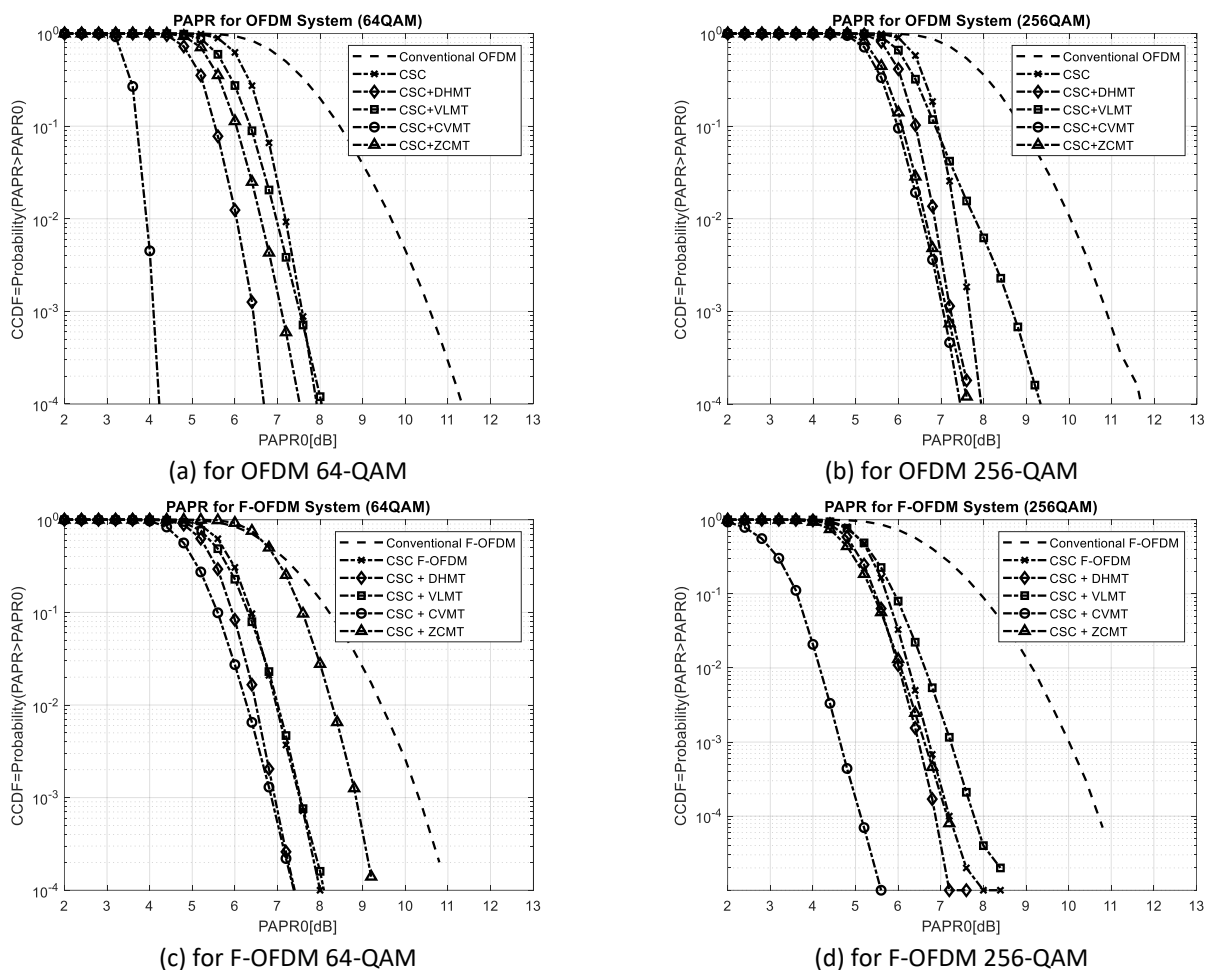 PAPR for OFDM System (64QAM)
CCDF=Probability(PAPR>PAPR0)
10^0
10^-1
10^-2
10^-3
10^-4
Conventional OFDM
CSC
CSC+DHMT
CSC+VLMT
CSC+CVMT
CSC+ZCMT
2 3 4 5 6 7 8 9 10 11 12 13
PAPR0[dB]
(a) for OFDM 64-QAM
PAPR for OFDM System (256QAM)
CCDF=Probability(PAPR>PAPR0)
10^0
10^-1
10^-2
10^-3
10^-4
Conventional OFDM
CSC
CSC+DHMT
CSC+VLMT
CSC+CVMT
CSC+ZCMT
2 3 4 5 6 7 8 9 10 11 12 13
PAPR0[dB]
(b) for OFDM 256-QAM
PAPR for F-OFDM System (64QAM)
CCDF=Probability(PAPR>PAPR0)
10^0
10^-1
10^-2
10^-3
10^-4
Conventional F-OFDM
CSC F-OFDM
CSC + DHMT
CSC + VLMT
CSC + CVMT
CSC + ZCMT
2 3 4 5 6 7 8 9 10 11 12 13
PAPR0[dB]
(c) for F-OFDM 64-QAM
PAPR for F-OFDM System (256QAM)
CCDF=Probability(PAPR>PAPR0)
10^0
10^-1
10^-2
10^-3
10^-4
Conventional F-OFDM
CSC F-OFDM
CSC + DHMT
CSC + VLMT
CSC + CVMT
CSC + ZCMT
2 3 4 5 6 7 8 9 10 11 12 13
PAPR0[dB]
(d) for F-OFDM 256-QAM